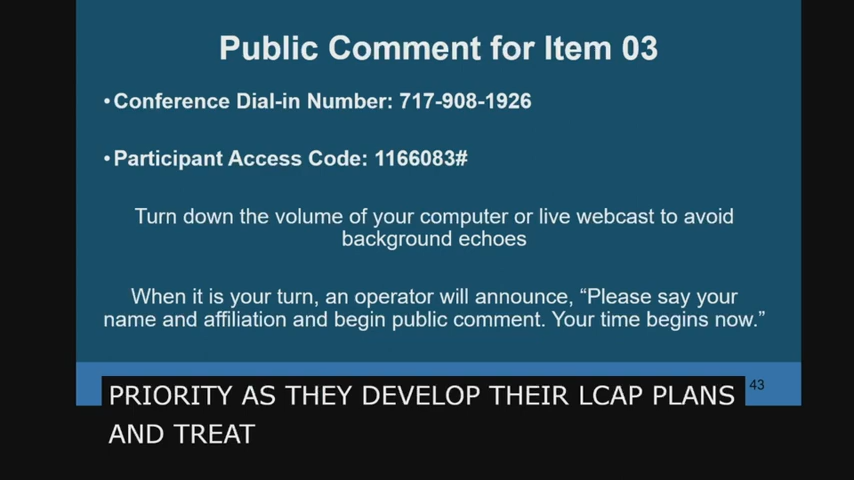 Public Comment for Item 03
•Conference Dial-in Number: 717-908-1926
•Participant Access Code: 1166083#
Turn down the volume of your computer or live webcast to avoid
background echoes
When it is your turn, an operator will announce, “Please say your
name and affiliation and begin public comment. Your time begins now.”
43
PRIORITY AS THEY DEVELOP THEIR LCAP PLANS
AND TREAT